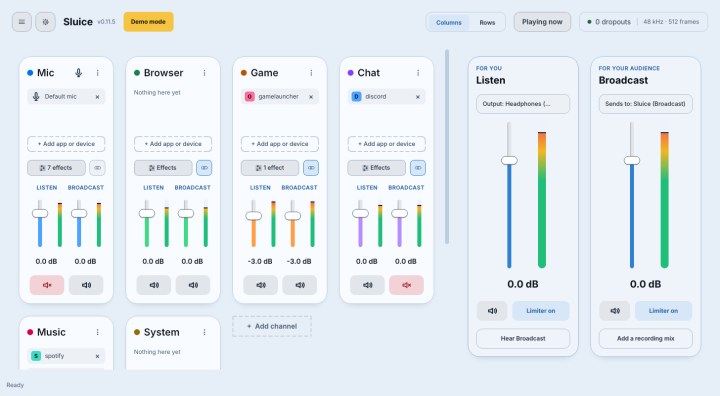 Sluice v0.11.5 Demo mode
Columns Rows Playing now 0 dropouts 48 kHz · 512 frames
Mic
Default mic ×
+ Add app or device
7 effects
LISTEN BROADCAST
0.0 dB 0.0 dB
Browser
Nothing here yet
+ Add app or device
Effects
LISTEN BROADCAST
0.0 dB 0.0 dB
Game
G gamelauncher ×
+ Add app or device
1 effect
LISTEN BROADCAST
-3.0 dB -3.0 dB
Chat
D discord ×
+ Add app or device
Effects
LISTEN BROADCAST
0.0 dB 0.0 dB
Music
S spotify ×
System
Nothing here yet
+ Add channel
FOR YOU
Listen
Output: Headphones (...
0.0 dB
Limiter on
Hear Broadcast
FOR YOUR AUDIENCE
Broadcast
Sends to: Sluice (Broadcast)
0.0 dB
Limiter on
Add a recording mix
Ready